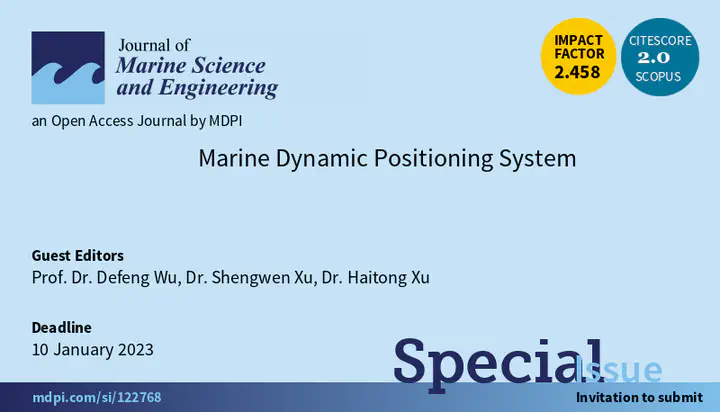 Journal of
Marine Science
and Engineering
an Open Access Journal by MDPI
IMPACT
FACTOR
2.458
CITESCORE
2.0
SCOPUS
Marine Dynamic Positioning System
Guest Editors
Prof. Dr. Defeng Wu, Dr. Shengwen Xu, Dr. Haitong Xu
Deadline
10 January 2023
Special
Issue
mdpi.com/si/122768
Invitation to submit